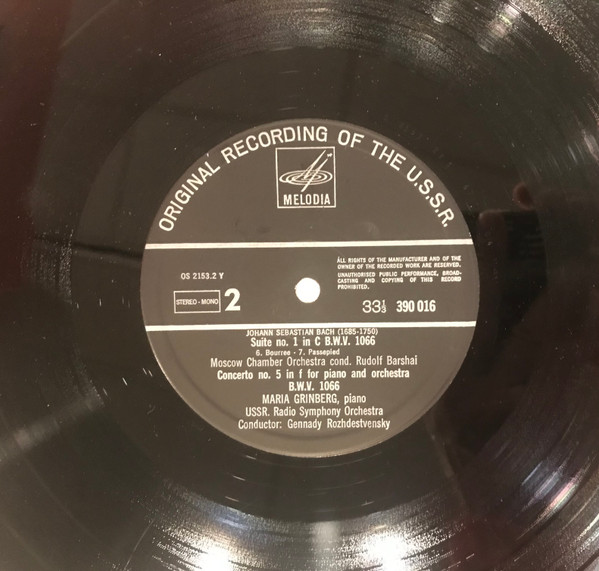 ORIGINAL RECORDING OF THE U.S.S.R.
MELODIA
OS 2153.2 Y
STEREO - MONO 2
ALL RIGHTS OF THE MANUFACTURER AND OF THE
OWNER OF THE RECORDED WORK ARE RESERVED.
UNAUTHORISED PUBLIC PERFORMANCE, BROAD-
CASTING AND COPYING OF THIS RECORD
PROHIBITED.
33⅓ 390 016
JOHANN SEBASTIAN BACH (1685-1750)
Suite no. 1 in C B.W.V. 1066
6. Bourree - 7. Passepied
Moscow Chamber Orchestra cond. Rudolf Barshai
Concerto no. 5 in f for piano and orchestra
B.W.V. 1066
MARIA GRINBERG, piano
USSR. Radio Symphony Orchestra
Conductor: Gennady Rozhdestvensky